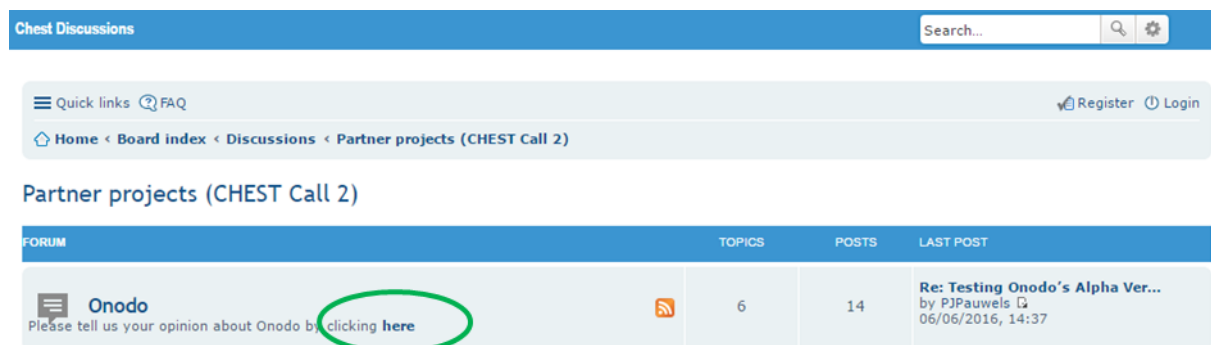 Chest Discussions
Search...
Quick links FAQ
Register Login
Home ‹ Board index ‹ Discussions ‹ Partner projects (CHEST Call 2)
Partner projects (CHEST Call 2)
FORUM TOPICS POSTS LAST POST
Onodo
Please tell us your opinion about Onodo by clicking here
6 14
Re: Testing Onodo's Alpha Ver...
by PJPauwels
06/06/2016, 14:37